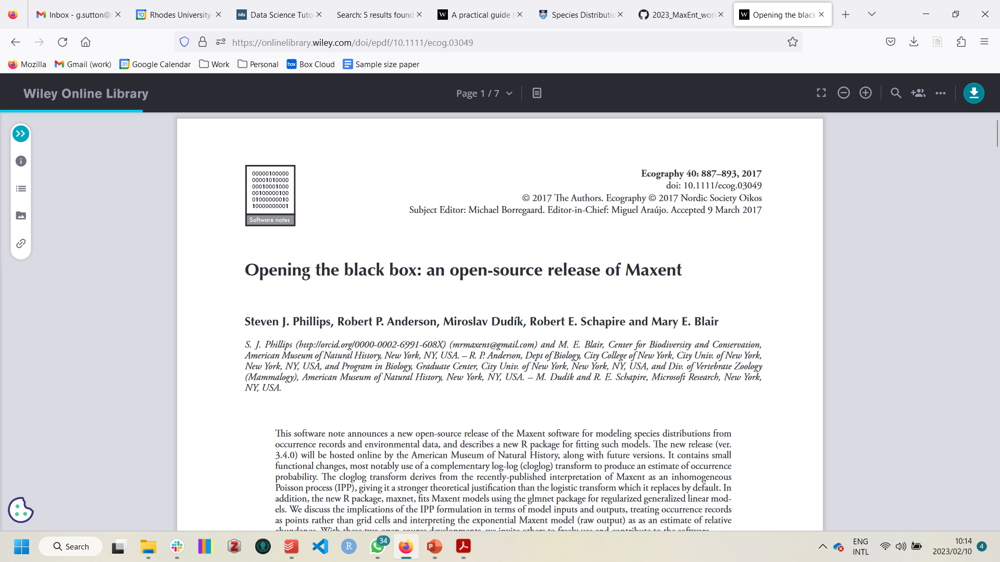 Inbox - g.sutton@r
Rhodes University
Data Science Tuto
Search: 5 results found
A practical guide t
Species Distributio
2023_MaxEnt_work
Opening the black
https://onlinelibrary.wiley.com/doi/epdf/10.1111/ecog.03049
Mozilla
Gmail (work)
Google Calendar
Work
Personal
Box Cloud
Sample size paper
Wiley Online Library
Page 1 / 7
00000100000
00001010000
00010001000
00100000100
01000000010
10000000001
Software notes
Ecography 40: 887–893, 2017
doi: 10.1111/ecog.03049
© 2017 The Authors. Ecography © 2017 Nordic Society Oikos
Subject Editor: Michael Borregaard. Editor-in-Chief: Miguel Araújo. Accepted 9 March 2017
Opening the black box: an open-source release of Maxent
Steven J. Phillips, Robert P. Anderson, Miroslav Dudík, Robert E. Schapire and Mary E. Blair
S. J. Phillips (http://orcid.org/0000-0002-6991-608X) (mrmaxent@gmail.com) and M. E. Blair, Center for Biodiversity and Conservation,
American Museum of Natural History, New York, NY, USA. – R. P. Anderson, Dept of Biology, City College of New York, City Univ. of New York,
New York, NY, USA, and Program in Biology, Graduate Center, City Univ. of New York, New York, NY, USA, and Div. of Vertebrate Zoology
(Mammalogy), American Museum of Natural History, New York, NY, USA. – M. Dudík and R. E. Schapire, Microsoft Research, New York,
NY, USA.
This software note announces a new open-source release of the Maxent software for modeling species distributions from
occurrence records and environmental data, and describes a new R package for fitting such models. The new release (ver.
3.4.0) will be hosted online by the American Museum of Natural History, along with future versions. It contains small
functional changes, most notably use of a complementary log-log (cloglog) transform to produce an estimate of occurrence
probability. The cloglog transform derives from the recently-published interpretation of Maxent as an inhomogeneous
Poisson process (IPP), giving it a stronger theoretical justification than the logistic transform which it replaces by default. In
addition, the new R package, maxnet, fits Maxent models using the glmnet package for regularized generalized linear mod-
els. We discuss the implications of the IPP formulation in terms of model inputs and outputs, treating occurrence records
as points rather than grid cells and interpreting the exponential Maxent model (raw output) as as an estimate of relative
abundance. With these two open-source developments, we invite others to freely use and contribute to the software.
Search
34
ENG
INTL
10:14
2023/02/10
4